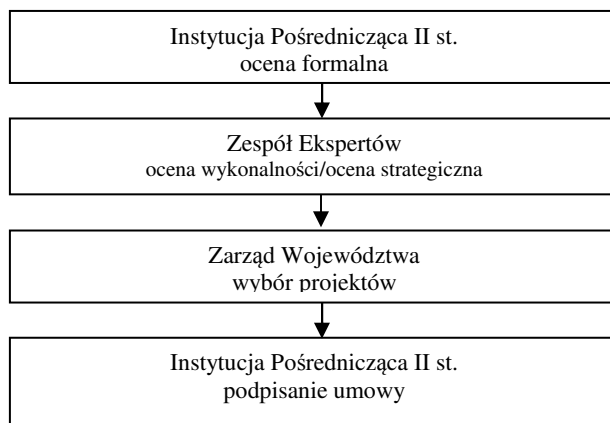 Instytucja Pośrednicząca II st.
ocena formalna
Zespół Ekspertów
ocena wykonalności/ocena strategiczna
Zarząd Województwa
wybór projektów
Instytucja Pośrednicząca II st.
podpisanie umowy